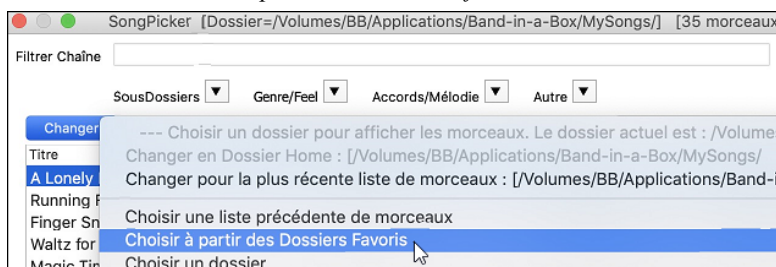 SongPicker [Dossier=/Volumes/BB/Applications/Band-in-a-Box/MySongs/] [35 morceaux
Filtrer Chaîne
SousDossiers Genre/Feel Accords/Mélodie Autre
Changer
--- Choisir un dossier pour afficher les morceaux. Le dossier actuel est : /Volume
Titre
Changer en Dossier Home : [/Volumes/BB/Applications/Band-in-a-Box/MySongs/
A Lonely
Changer pour la plus récente liste de morceaux : [/Volumes/BB/Applications/Band-i
Running
Finger Sn
Choisir une liste précédente de morceaux
Waltz for
Choisir à partir des Dossiers Favoris
Magic Tin
Choisir un dossier